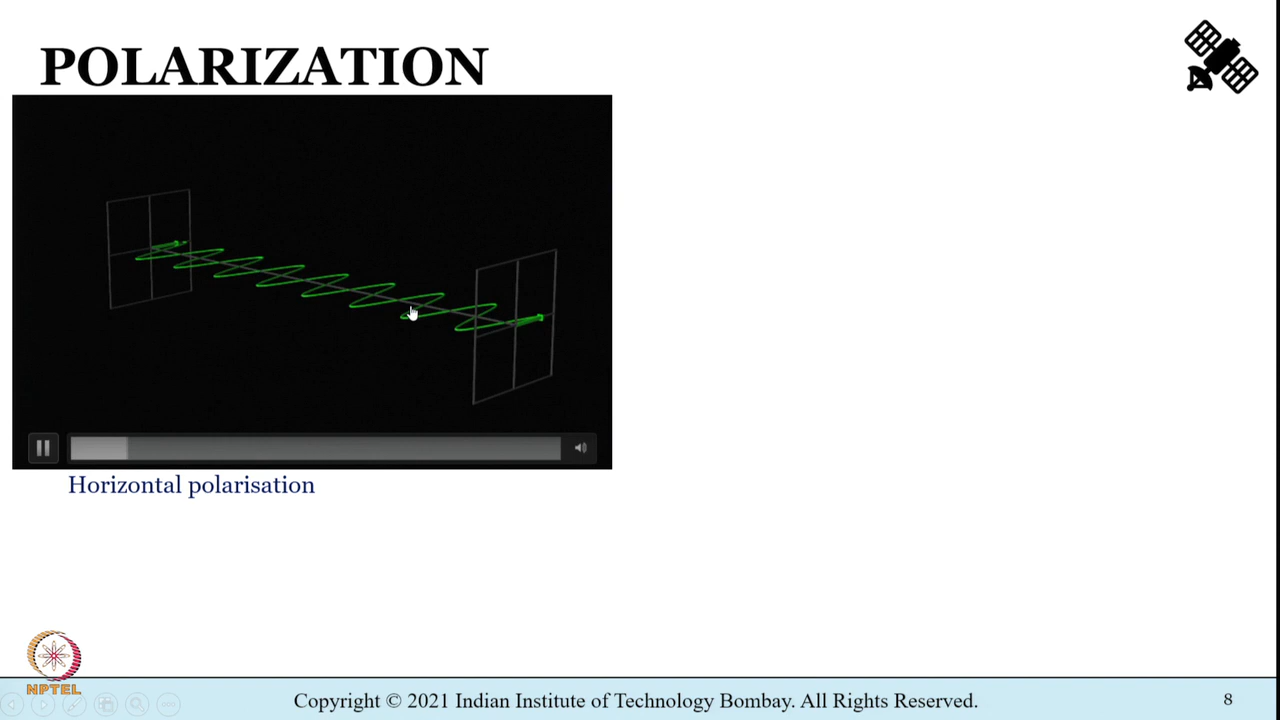 POLARIZATION
Horizontal polarisation
NPTEL
Copyright © 2021 Indian Institute of Technology Bombay. All Rights Reserved.
8